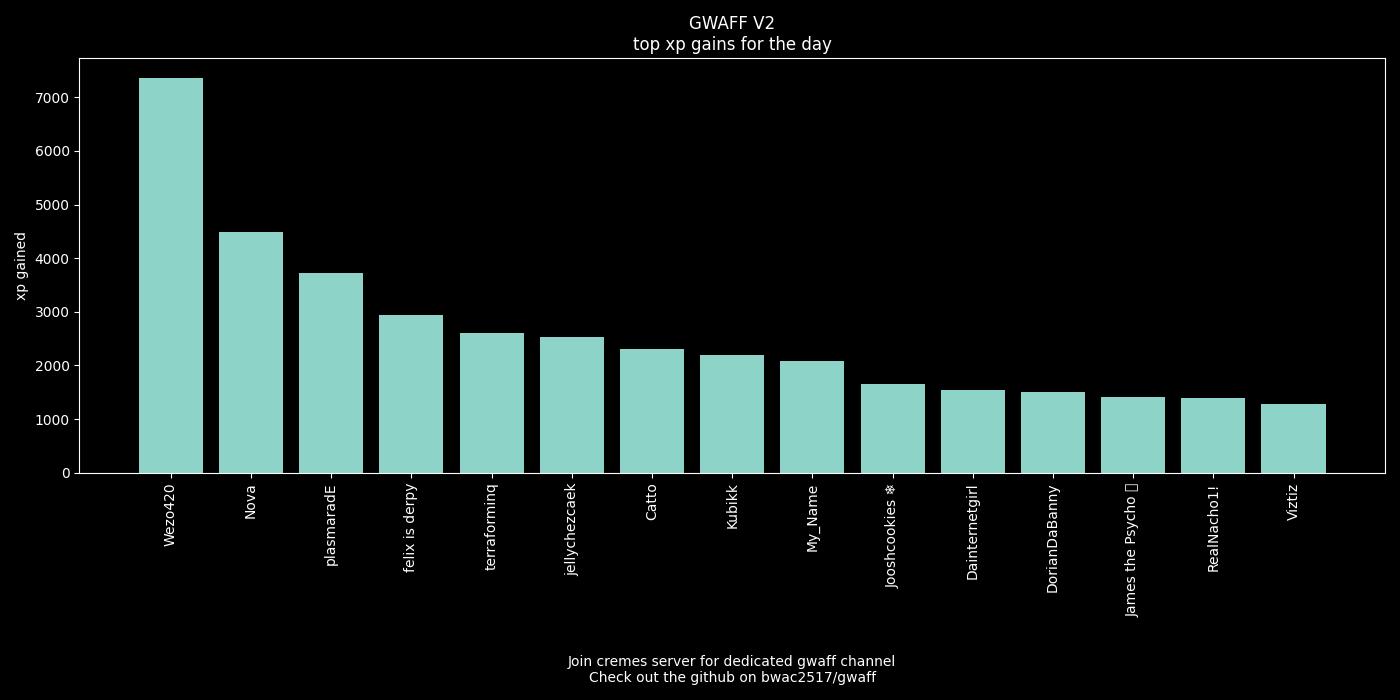 GWAFF V2
top xp gains for the day
xp gained
7000
6000
5000
4000
3000
2000
1000
0
Wezo420
Nova
plasmaradE
felix is derpy
terraforminq
jellychezcaek
Catto
Kubikk
My_Name
Jooshcookies ❄
Dainternetgirl
DorianDaBanny
James the Psycho
RealNacho1!
Viztiz
Join cremes server for dedicated gwaff channel
Check out the github on bwac2517/gwaff